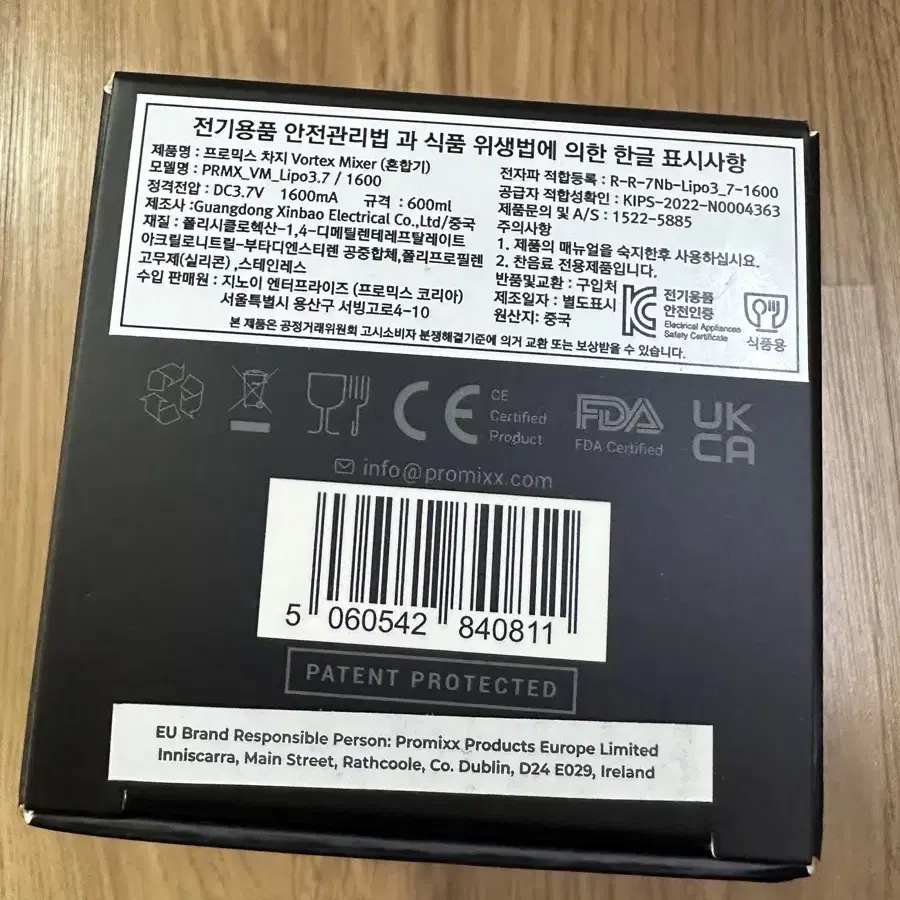 전기용품 안전관리법 과 식품 위생법에 의한 한글 표시사항
제품명 : 프로믹스 차지 Vortex Mixer (혼합기)
모델명 : PRMX_VM_Lipo3.7 / 1600
정격전압 : DC3.7V 1600mA 규격 : 600ml
제조사 :Guangdong Xinbao Electrical Co.,Ltd/중국
재질 : 폴리시클로헥산-1,4-디메틸렌테레프탈레이트
아크릴로니트릴-부타디엔스티렌 공중합체,폴리프로필렌
고무제(실리콘) ,스테인레스
수입 판매원 : 지노이 엔터프라이즈 (프로믹스 코리아)
서울특별시 용산구 서빙고로4-10
전자파 적합등록 : R-R-7Nb-Lipo3_7-1600
공급자 적합성확인 : KIPS-2022-N0004363
제품문의 및 A/S : 1522-5885
주의사항
1. 제품의 매뉴얼을 숙지한후 사용하십시요.
2. 찬음료 전용제품입니다.
반품및교환 : 구입처
제조일자 : 별도표시
원산지: 중국
전기용품
안전인증
Electrical Appliances
Safety Certificate
식품용
본 제품은 공정거래위원회 고시소비자 분쟁해결기준에 의거 교환 또는 보상받을 수 있습니다.
CE
CE
Certified
Product
FDA
FDA Certified
UK
CA
info@promixx.com
5 060542 840811
PATENT PROTECTED
EU Brand Responsible Person: Promixx Products Europe Limited
Inniscarra, Main Street, Rathcoole, Co. Dublin, D24 E029, Ireland